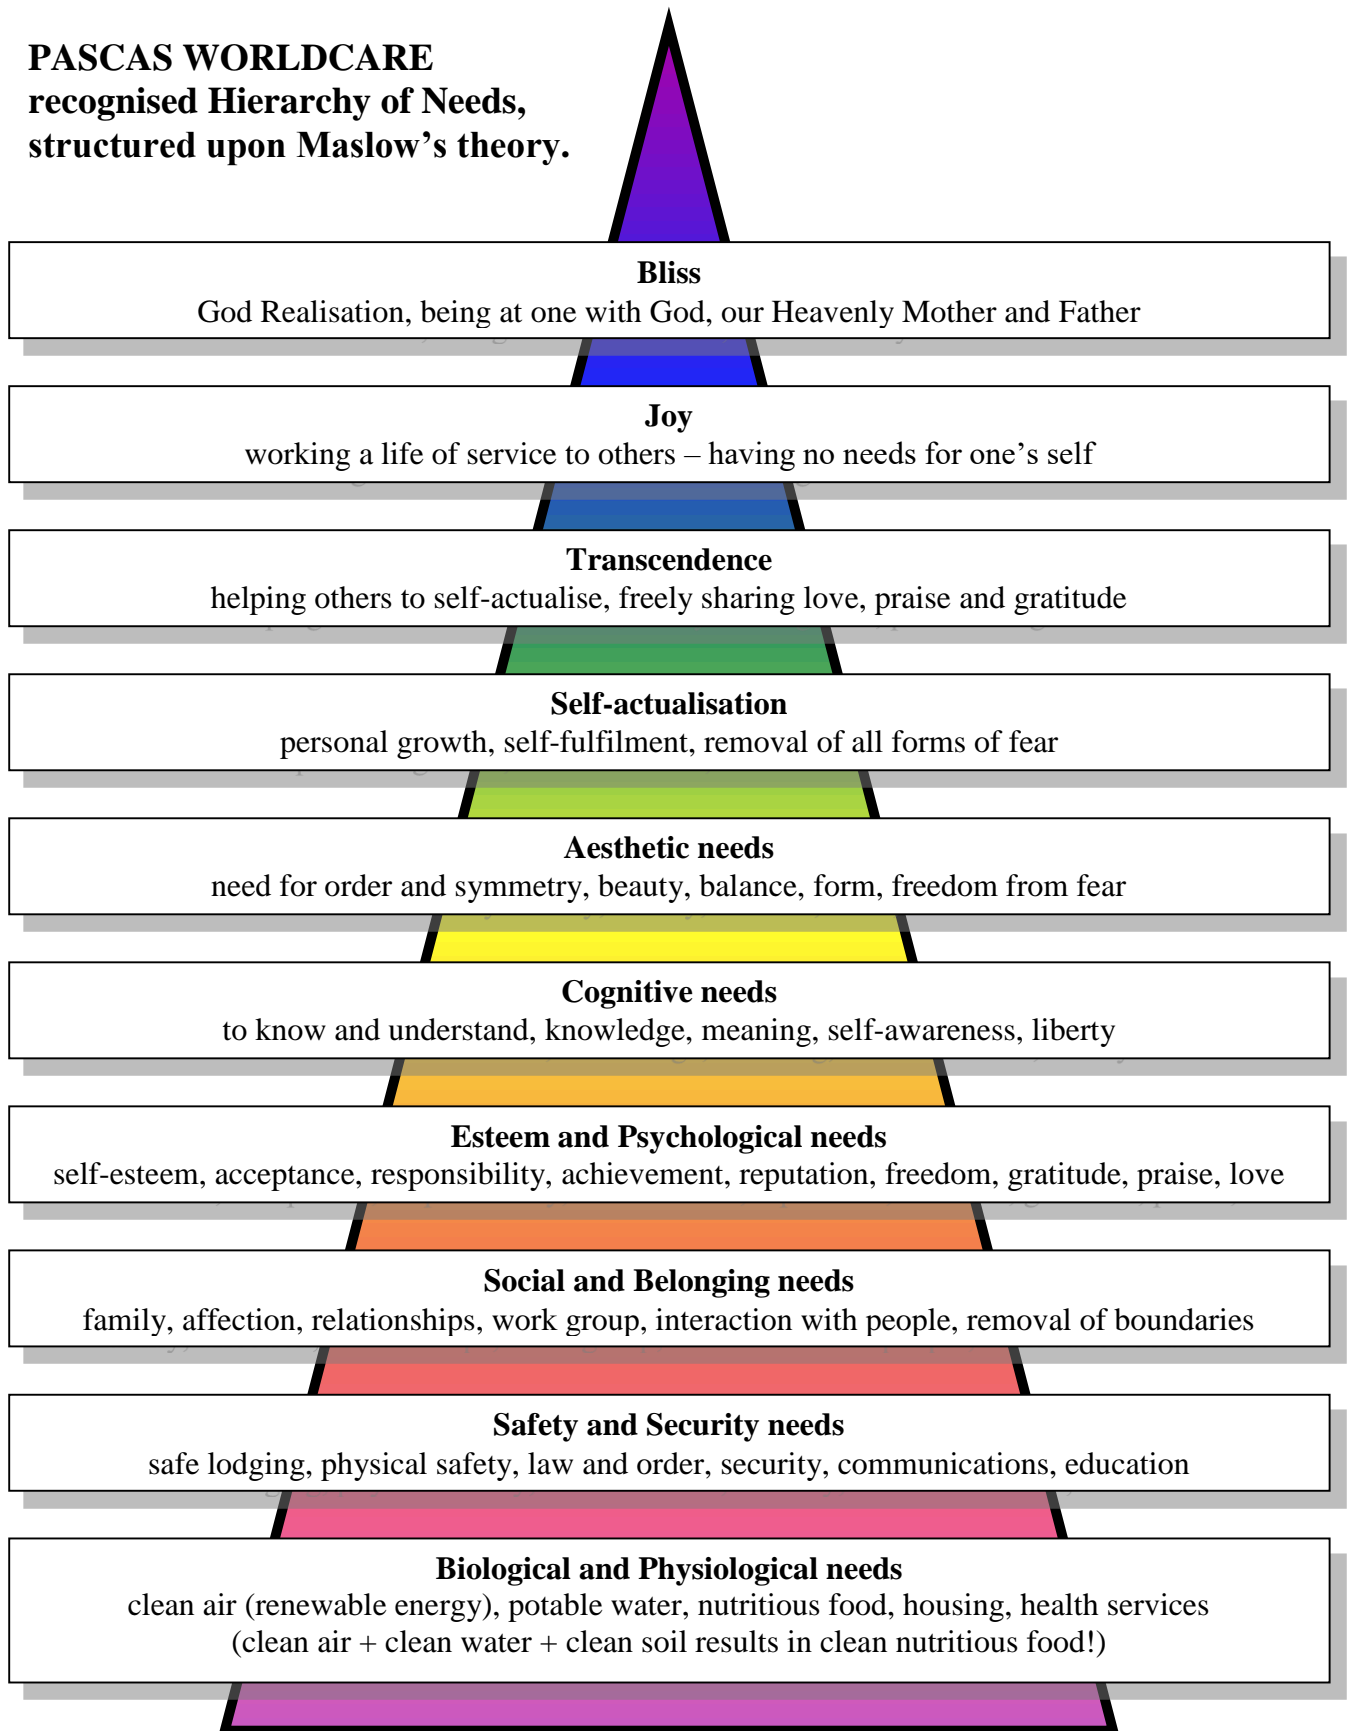 PASCAS WORLDCARE
recognised Hierarchy of Needs,
structured upon Maslow’s theory.
Bliss
God Realisation, being at one with God, our Heavenly Mother and Father
Joy
working a life of service to others – having no needs for one’s self
Transcendence
helping others to self-actualise, freely sharing love, praise and gratitude
Self-actualisation
personal growth, self-fulfilment, removal of all forms of fear
Aesthetic needs
need for order and symmetry, beauty, balance, form, freedom from fear
Cognitive needs
to know and understand, knowledge, meaning, self-awareness, liberty
Esteem and Psychological needs
self-esteem, acceptance, responsibility, achievement, reputation, freedom, gratitude, praise, love
Social and Belonging needs
family, affection, relationships, work group, interaction with people, removal of boundaries
Safety and Security needs
safe lodging, physical safety, law and order, security, communications, education
Biological and Physiological needs
clean air (renewable energy), potable water, nutritious food, housing, health services
(clean air + clean water + clean soil results in clean nutritious food!)